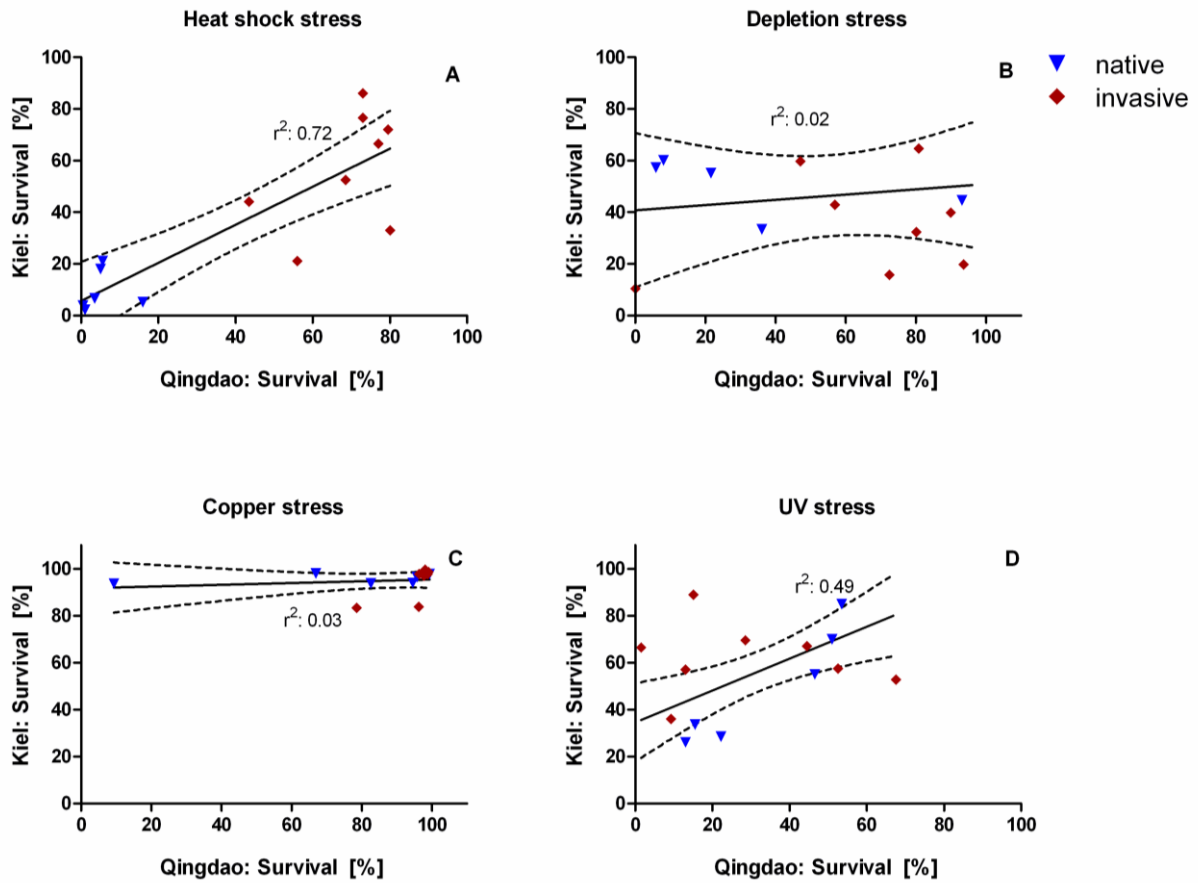 Heat shock stress
100
80
60
40
20
0
Kiel: Survival [%]
A
r²: 0.72
0 20 40 60 80 100
Qingdao: Survival [%]
Depletion stress
100
80
60
40
20
0
Kiel: Survival [%]
B
r²: 0.02
0 20 40 60 80 100
Qingdao: Survival [%]
native
invasive
Copper stress
100
80
60
40
20
0
Kiel: Survival [%]
C
r²: 0.03
0 20 40 60 80 100
Qingdao: Survival [%]
UV stress
100
80
60
40
20
0
Kiel: Survival [%]
D
r²: 0.49
0 20 40 60 80 100
Qingdao: Survival [%]